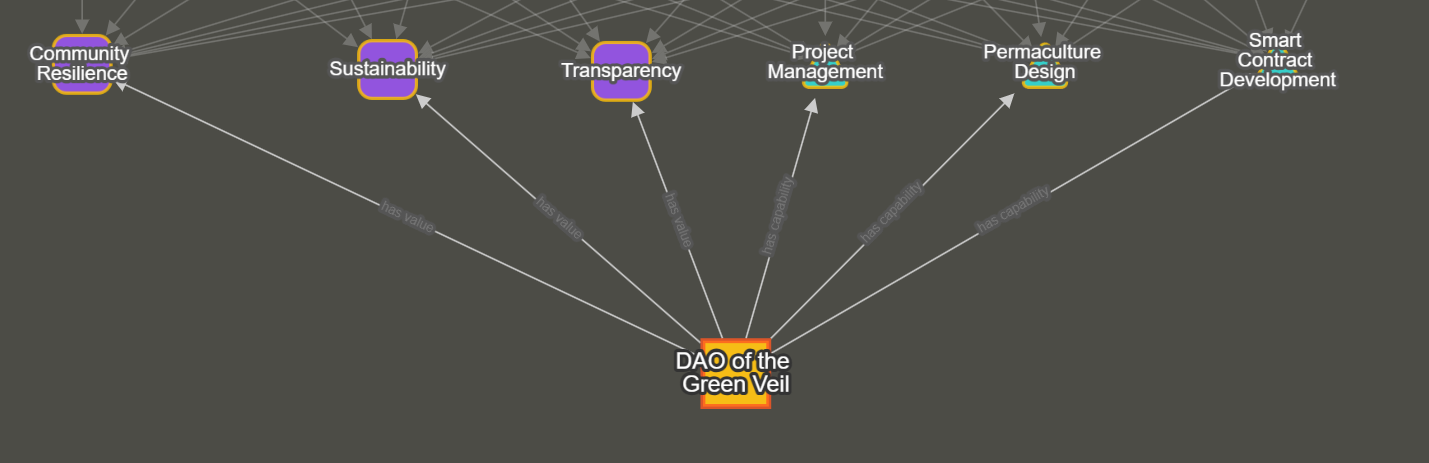 Community
Resilience
Sustainability
Transparency
Project
Management
Permaculture
Design
Smart
Contract
Development
has value
has value
has value
has capability
has capability
has capability
DAO of the
Green Veil